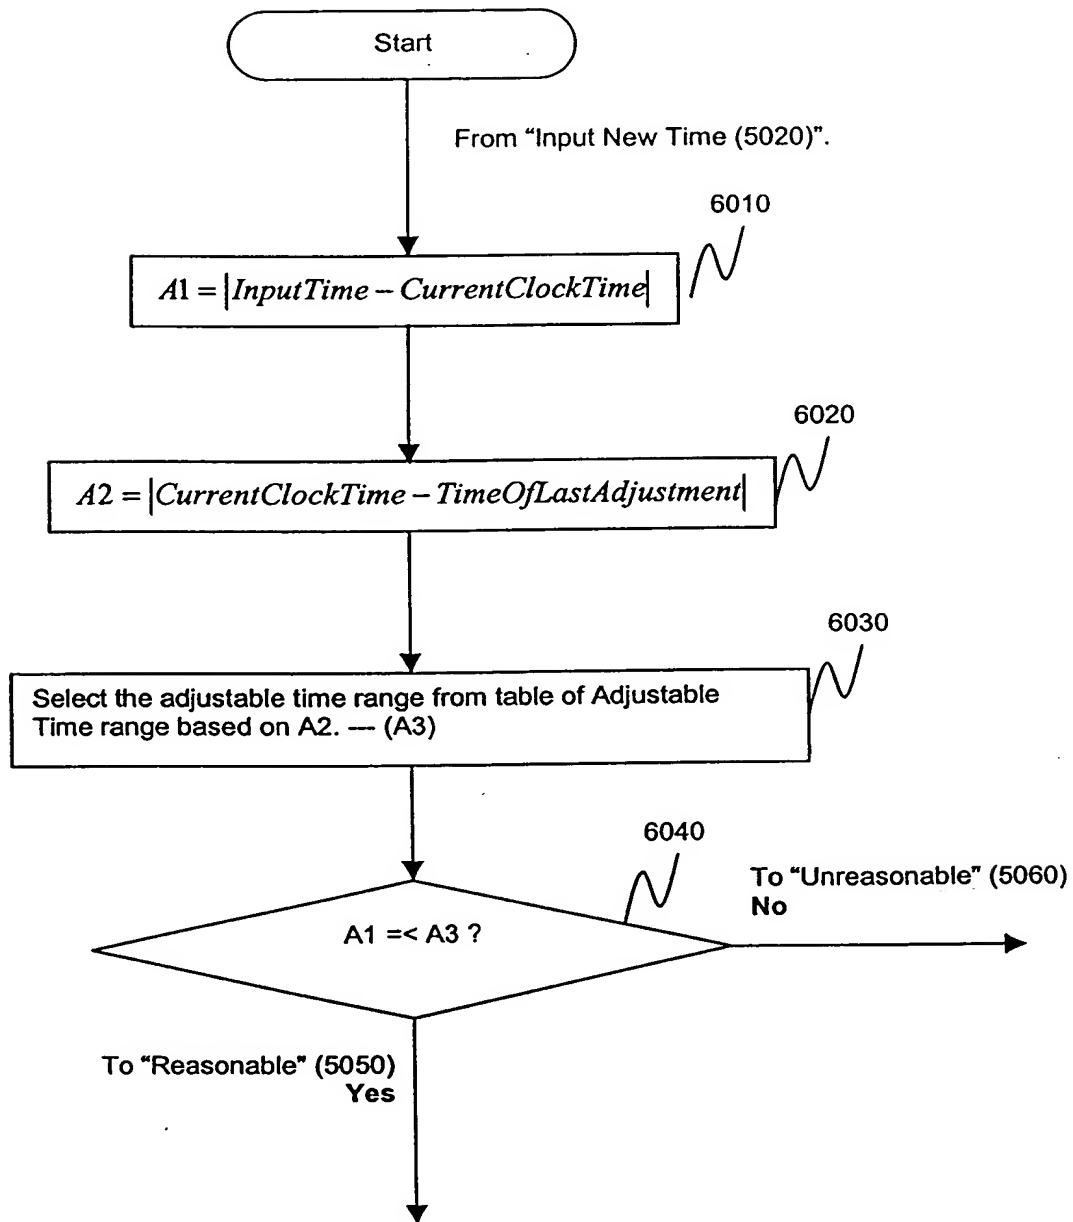 Start
From “Input New Time (5020)”.
6010
A1 = |InputTime – CurrentClockTime|
6020
A2 = |CurrentClockTime – TimeOfLastAdjustment|
6030
Select the adjustable time range from table of Adjustable
Time range based on A2. --- (A3)
6040
To “Unreasonable” (5060)
No
A1 =< A3 ?
To “Reasonable” (5050)
Yes